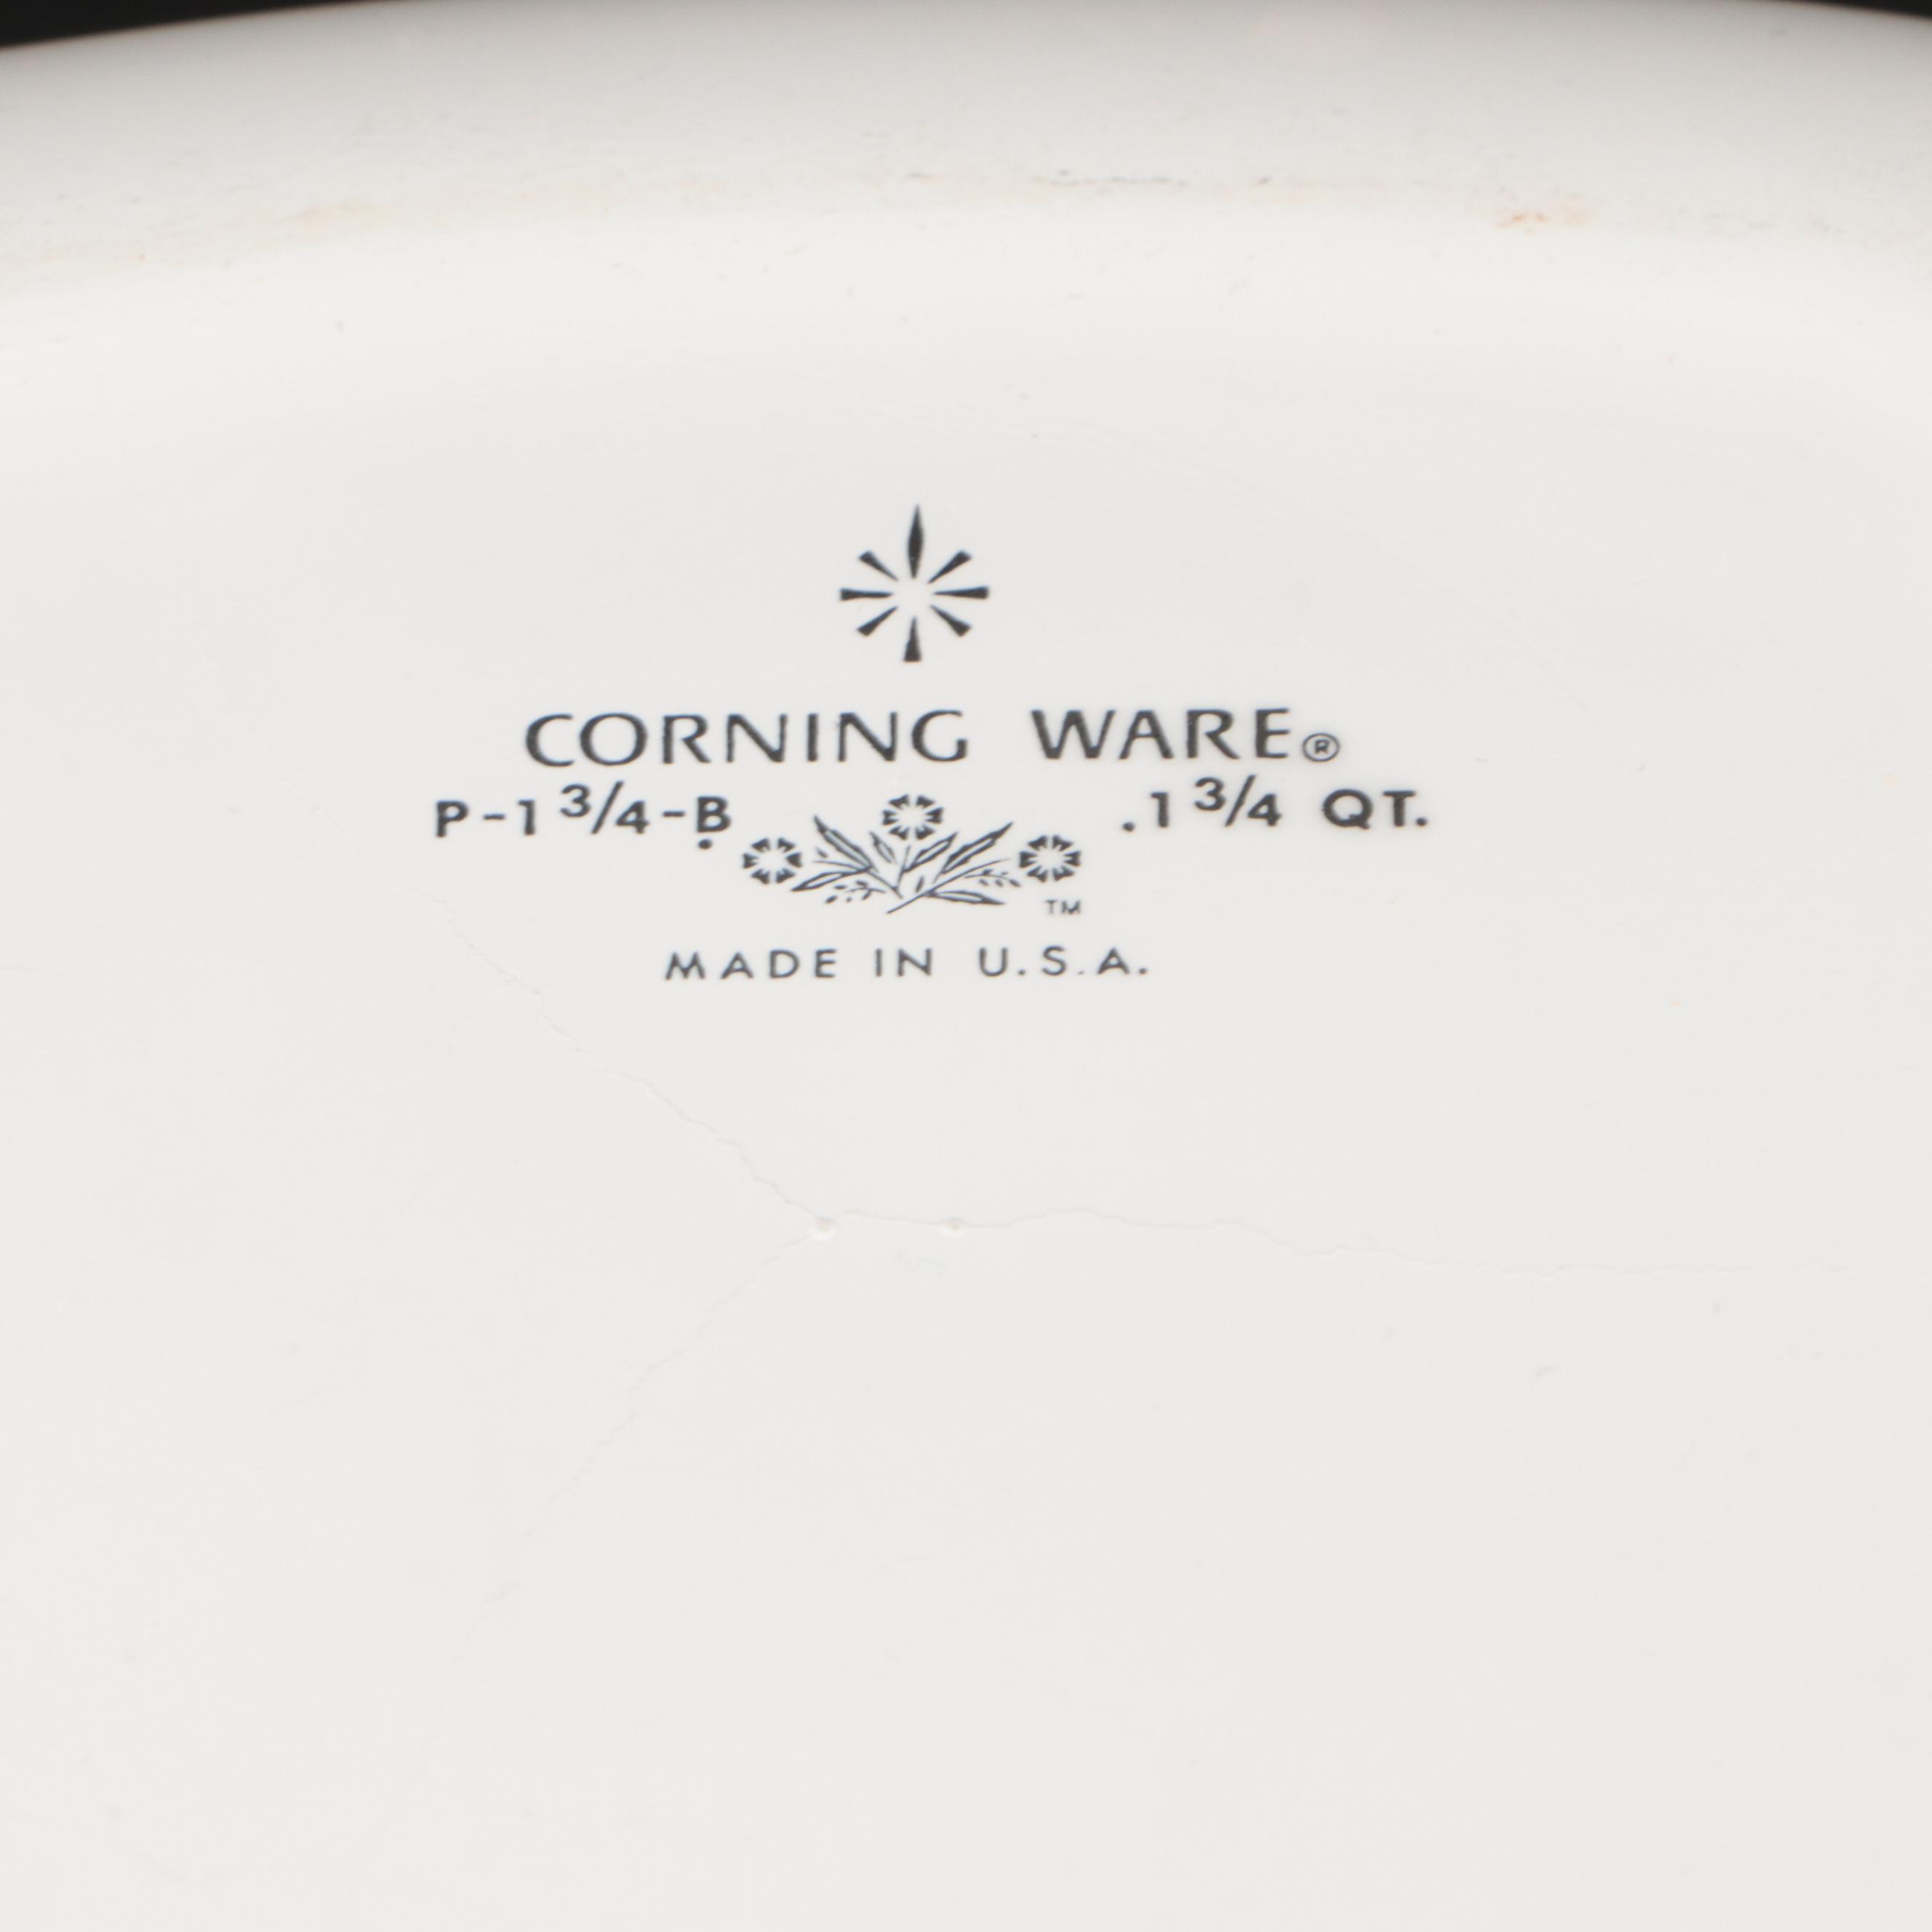 CORNING WARE®
P-1 3/4-B .1 3/4 QT.
TM
MADE IN U.S.A.